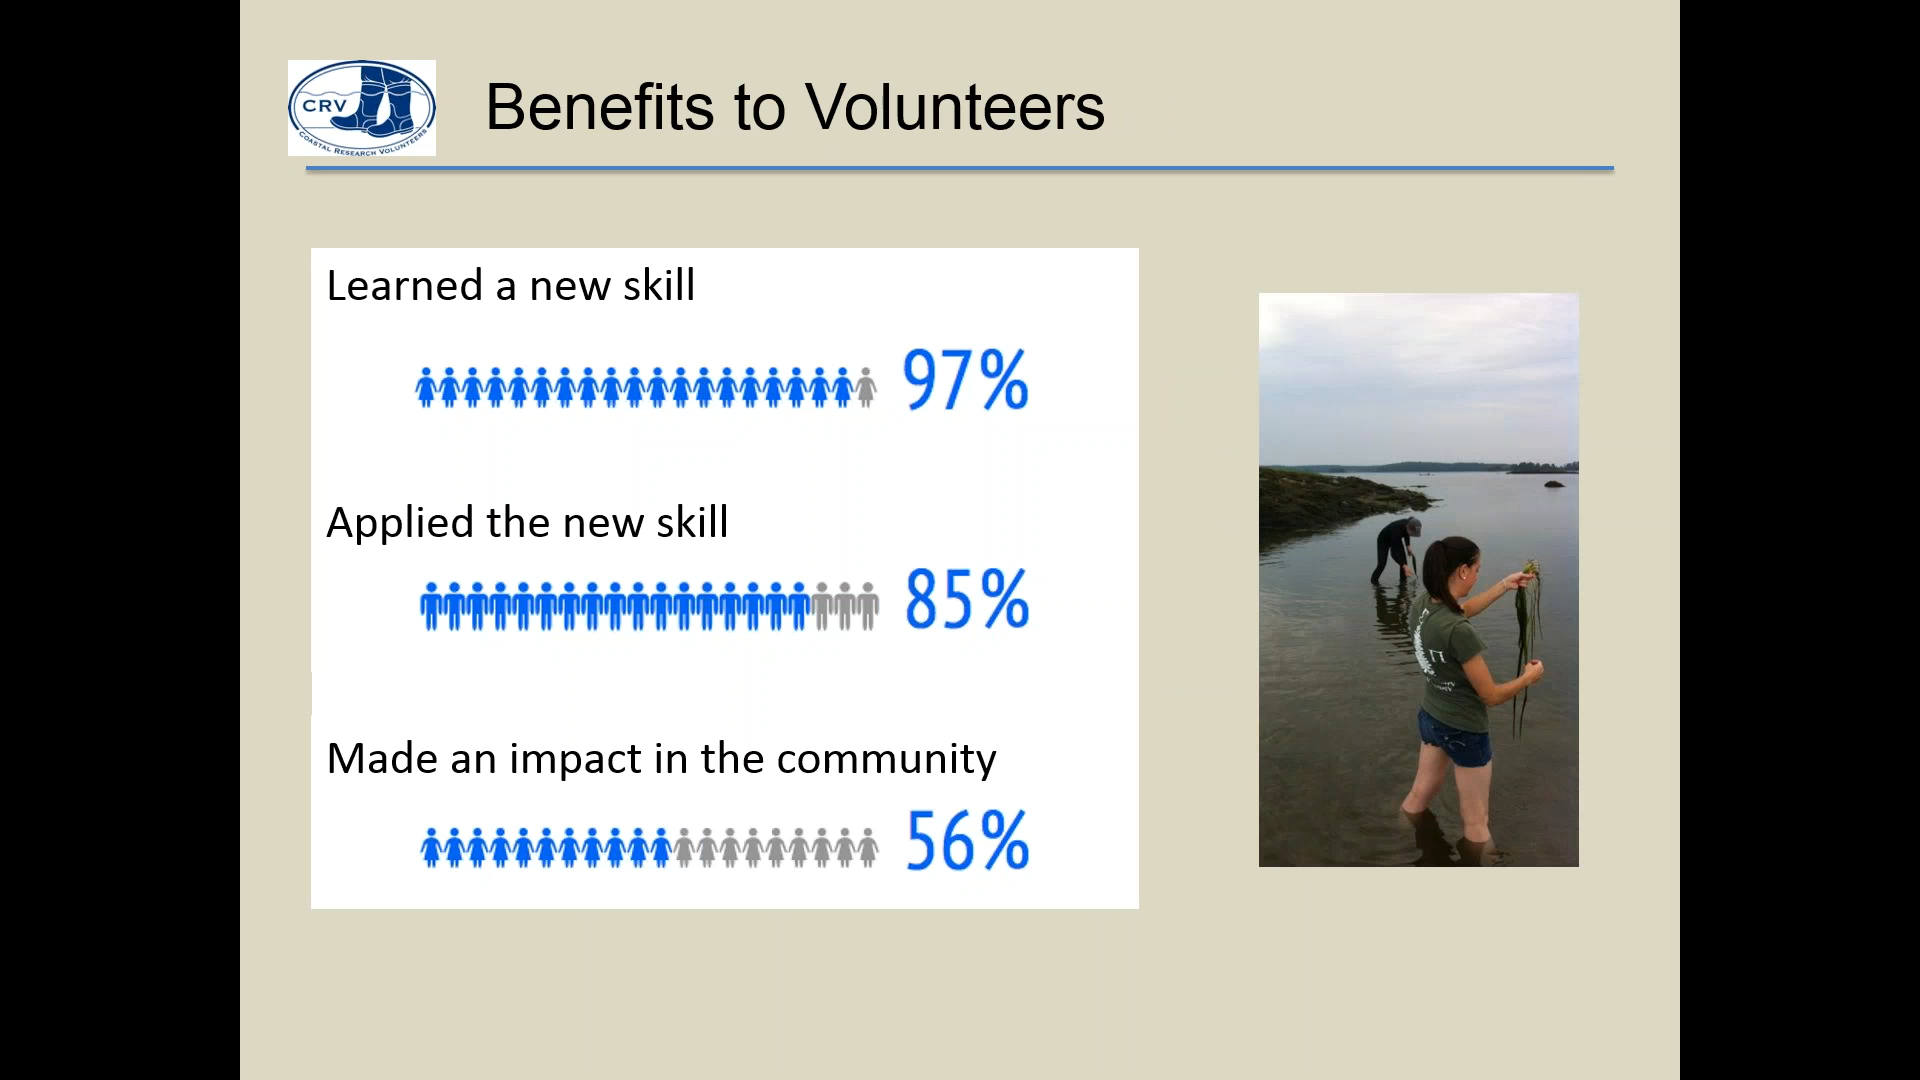 CRV
COASTAL RESEARCH VOLUNTEERS
Benefits to Volunteers
Learned a new skill
97%
Applied the new skill
85%
Made an impact in the community
56%